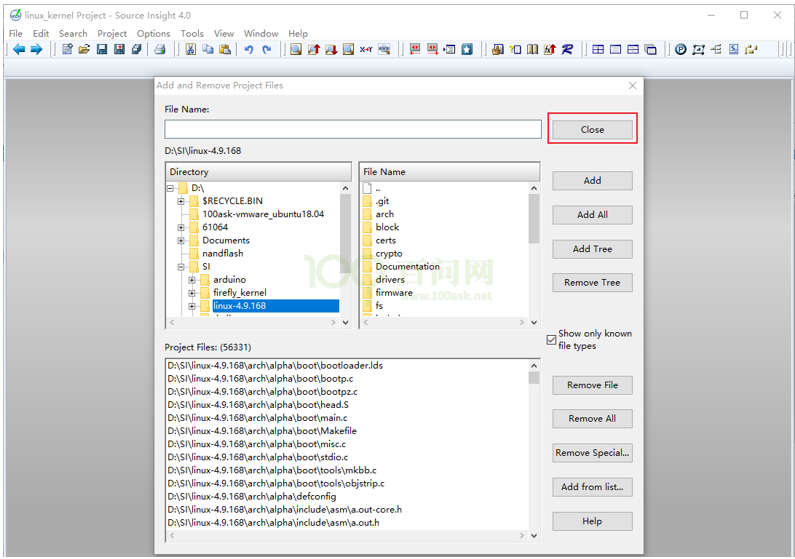 linux_kernel Project - Source Insight 4.0
File Edit Search Project Options Tools View Window Help
Add and Remove Project Files
File Name:
Close
D:\SI\linux-4.9.168
Directory
D:\
$RECYCLE.BIN
100ask-vmware_ubuntu18.04
61064
Documents
nandflash
SI
arduino
firefly_kernel
linux-4.9.168
File Name
..
.git
arch
block
certs
crypto
Documentation
drivers
firmware
fs
100
百问网
www.100ask.net
Add
Add All
Add Tree
Remove Tree
Show only known
file types
Project Files: (56331)
D:\SI\linux-4.9.168\arch\alpha\boot\bootloader.lds
D:\SI\linux-4.9.168\arch\alpha\boot\bootp.c
D:\SI\linux-4.9.168\arch\alpha\boot\bootpz.c
D:\SI\linux-4.9.168\arch\alpha\boot\head.S
D:\SI\linux-4.9.168\arch\alpha\boot\main.c
D:\SI\linux-4.9.168\arch\alpha\boot\Makefile
D:\SI\linux-4.9.168\arch\alpha\boot\misc.c
D:\SI\linux-4.9.168\arch\alpha\boot\stdio.c
D:\SI\linux-4.9.168\arch\alpha\boot\tools\mkbb.c
D:\SI\linux-4.9.168\arch\alpha\boot\tools\objstrip.c
D:\SI\linux-4.9.168\arch\alpha\defconfig
D:\SI\linux-4.9.168\arch\alpha\include\asm\a.out-core.h
D:\SI\linux-4.9.168\arch\alpha\include\asm\a.out.h
Remove File
Remove All
Remove Special...
Add from list...
Help